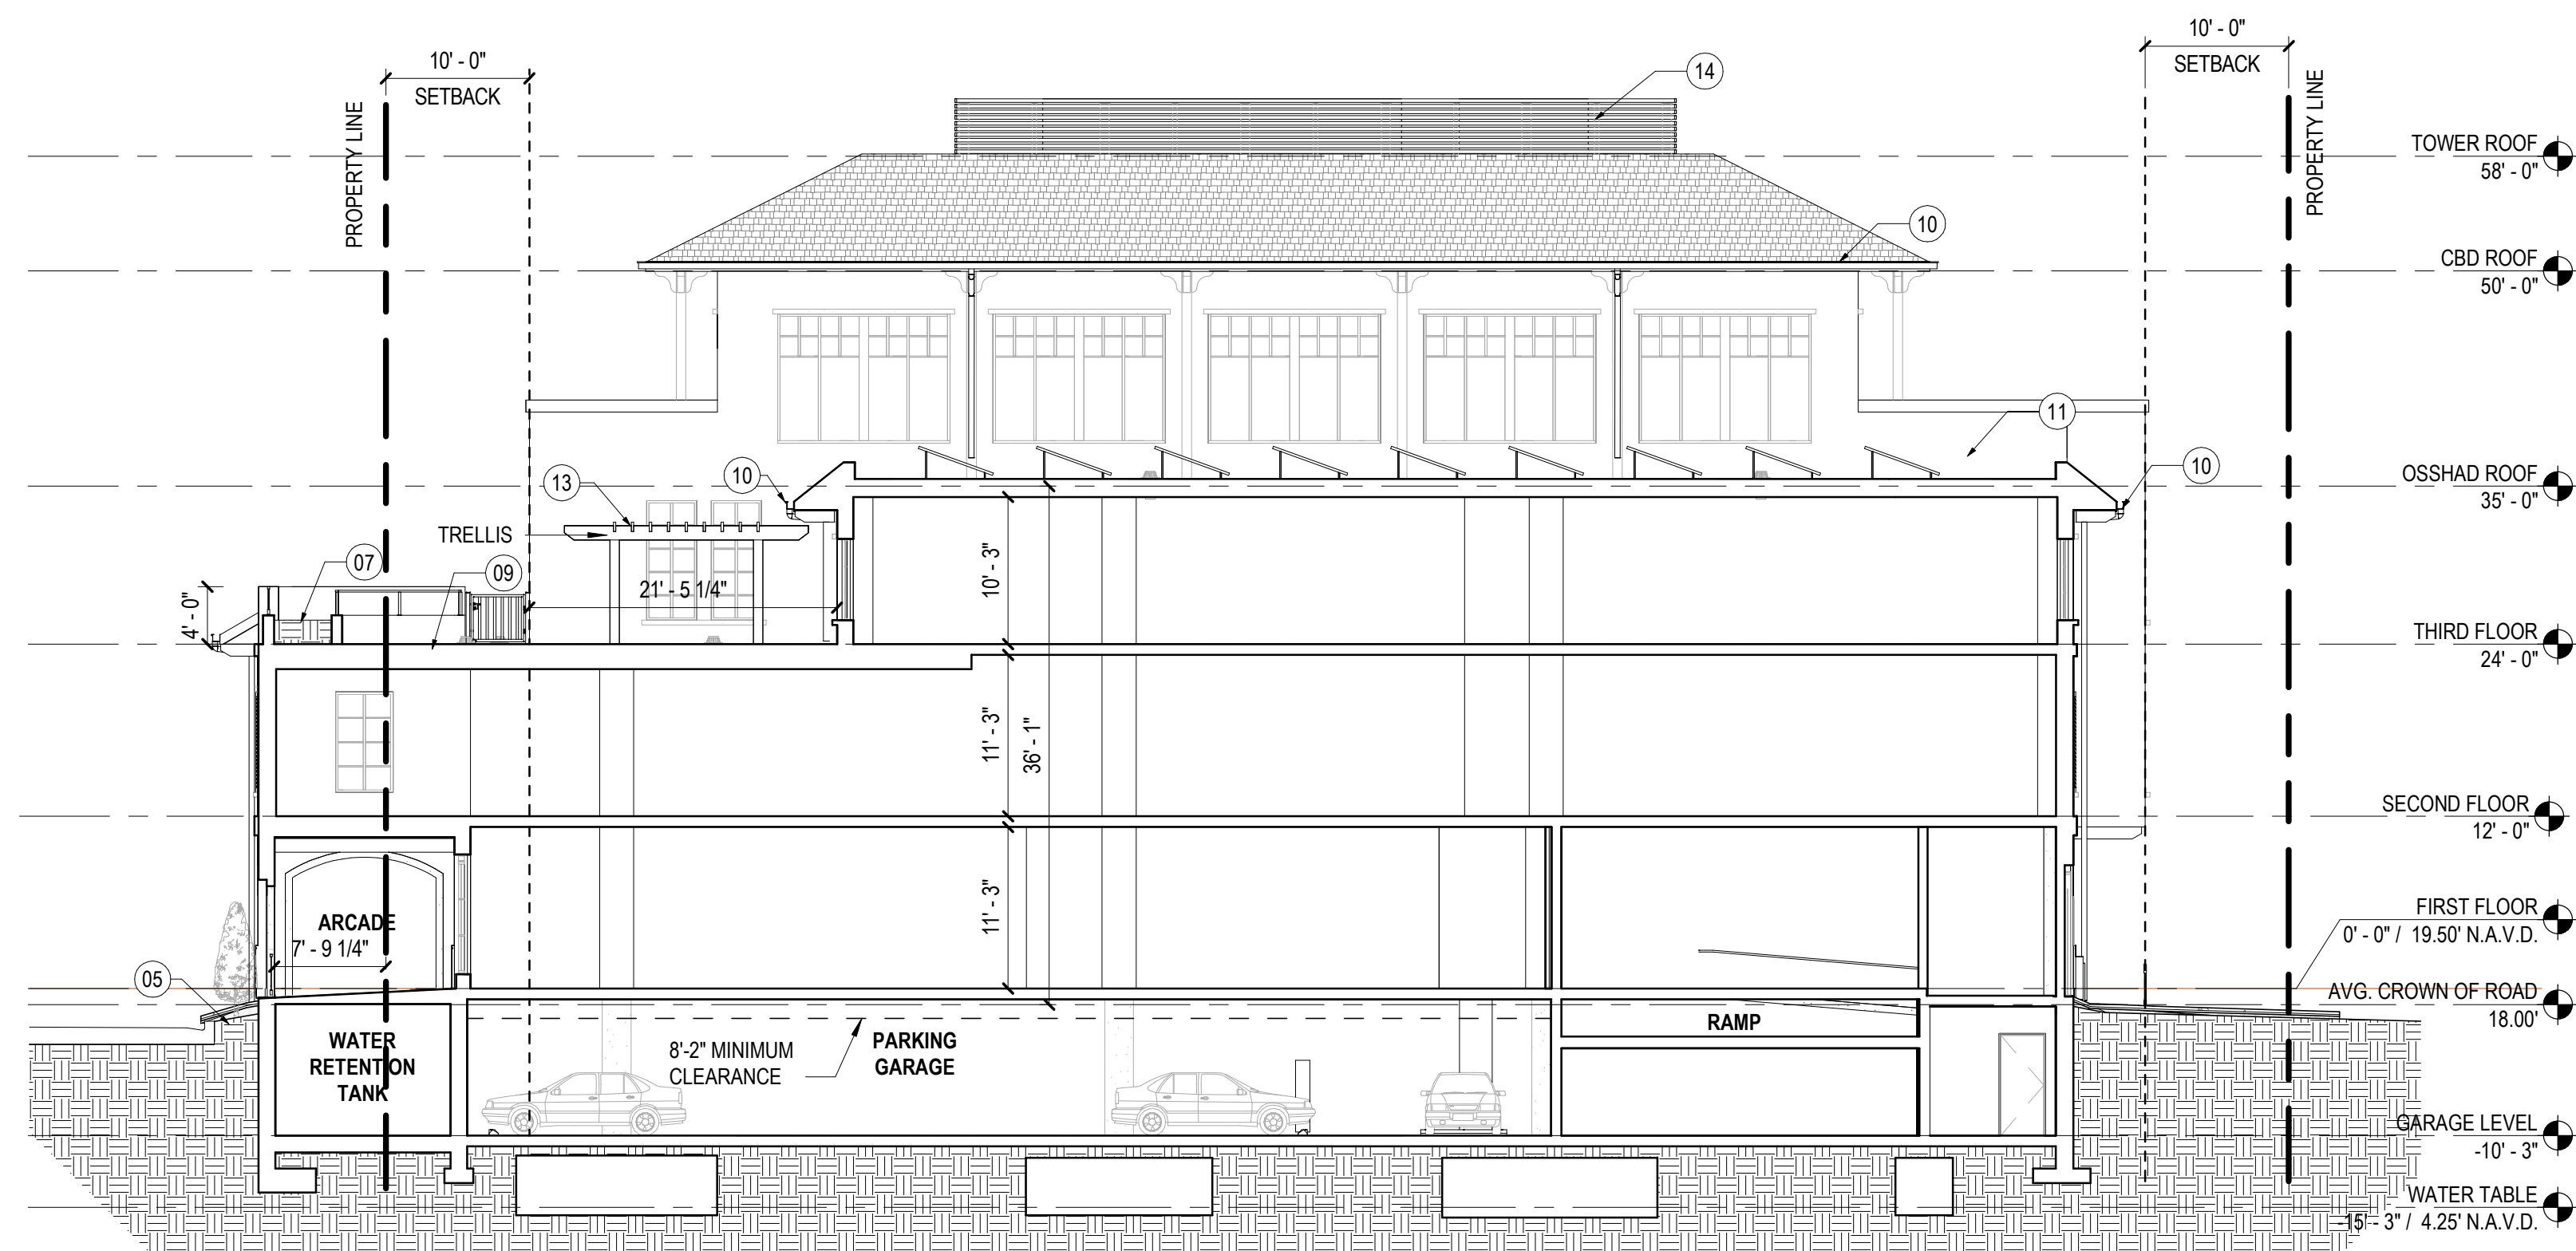 10' - 0"
SETBACK
PROPERTY LINE
14
10' - 0"
SETBACK
PROPERTY LINE
TOWER ROOF
58' - 0"
10
CBD ROOF
50' - 0"
11
13
10
10
OSSHAD ROOF
35' - 0"
TRELLIS
07
09
21' - 5 1/4"
10' - 3"
4' - 0"
THIRD FLOOR
24' - 0"
11' - 3"
36' - 1"
SECOND FLOOR
12' - 0"
11' - 3"
ARCADE
7' - 9 1/4"
FIRST FLOOR
0' - 0" / 19.50' N.A.V.D.
05
AVG. CROWN OF ROAD
18.00'
WATER
RETENTION
TANK
8'-2" MINIMUM
CLEARANCE
PARKING
GARAGE
RAMP
GARAGE LEVEL
-10' - 3"
WATER TABLE
-15' - 3" / 4.25' N.A.V.D.